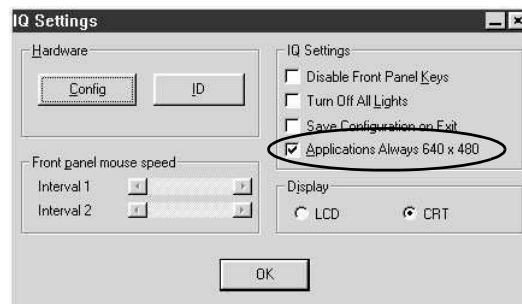 IQ Settings
Hardware
Config
ID
Front panel mouse speed
Interval 1
Interval 2
IQ Settings
Disable Front Panel Keys
Turn Off All Lights
Save Configuration on Exit
Applications Always 640 x 480
Display
LCD
CRT
OK